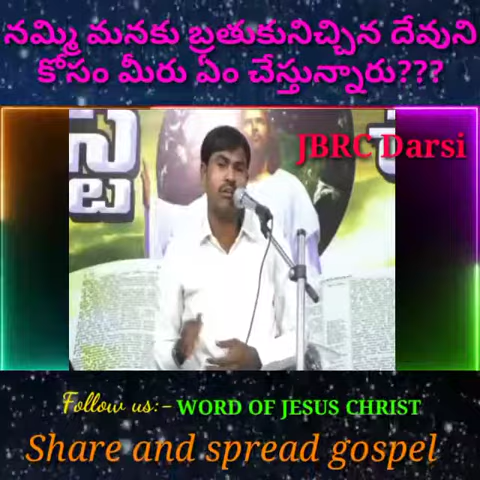 నమ్మి మనకు బ్రతుకునిచ్చిన దేవుని
కోసం మీరు ఏం చేస్తున్నారు???
JBRC Darsi
Follow us:- WORD OF JESUS CHRIST
Share and spread gospel